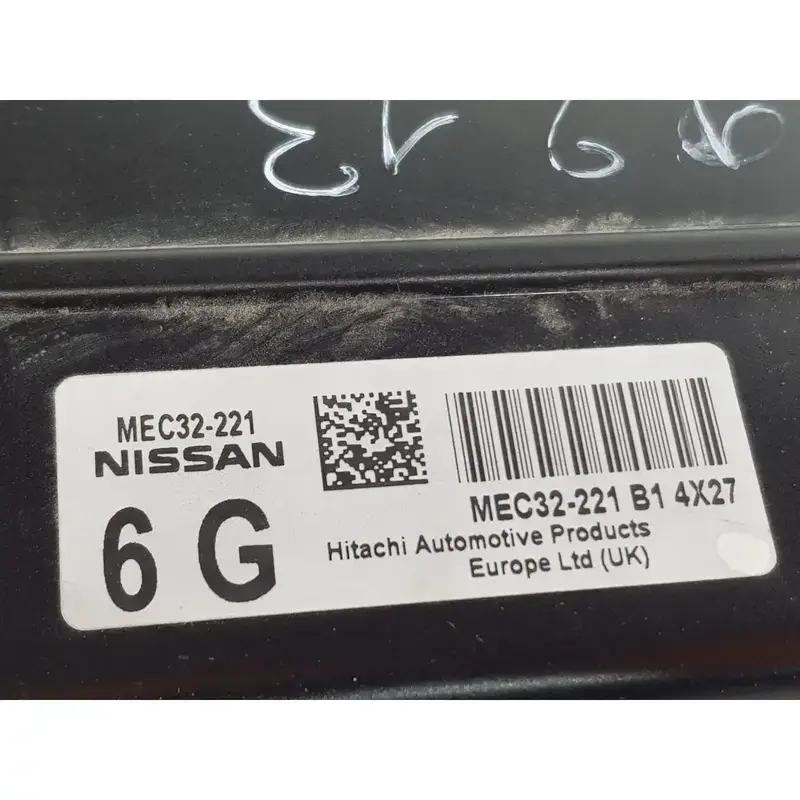 MEC32-221
NISSAN
6 G
MEC32-221 B1 4X27
Hitachi Automotive Products
Europe Ltd (UK)